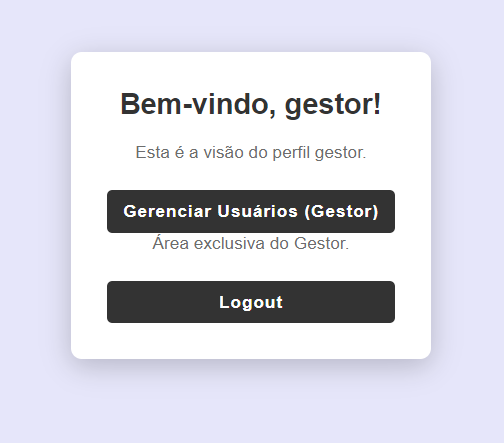 Bem-vindo, gestor!
Esta é a visão do perfil gestor.
Gerenciar Usuários (Gestor)
Área exclusiva do Gestor.
Logout